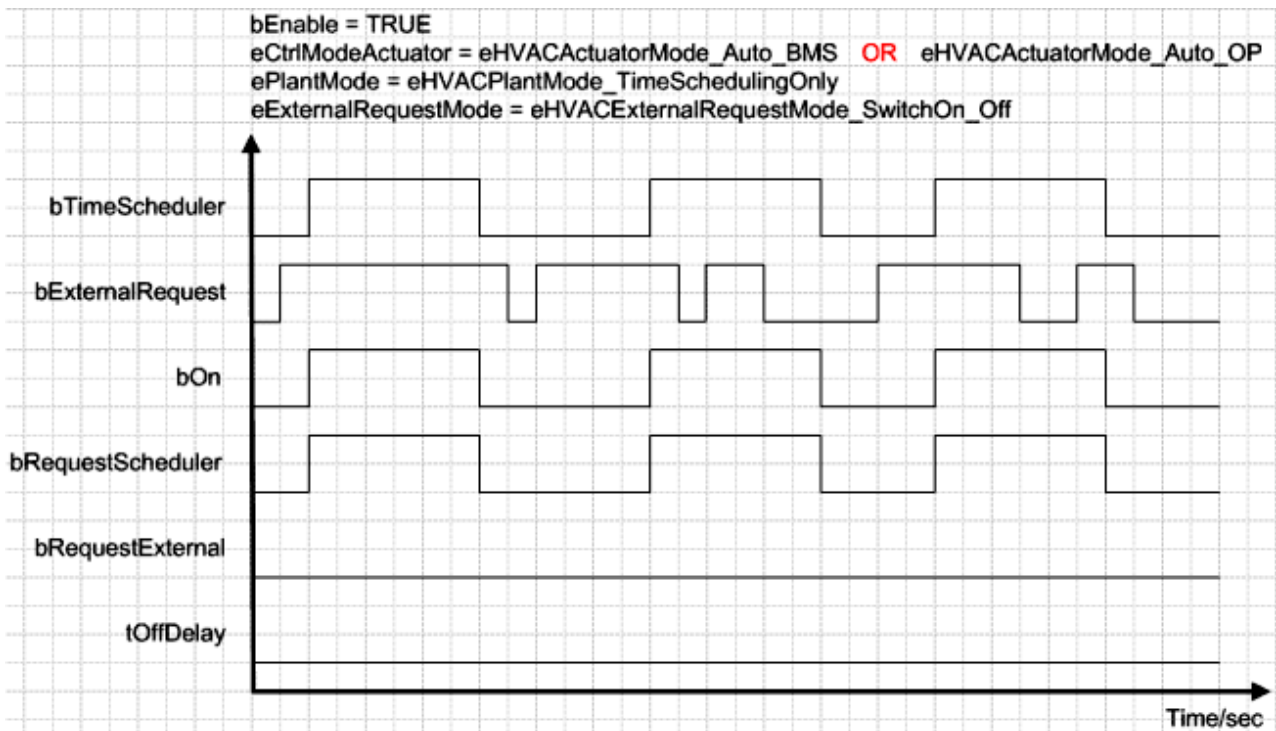 bEnable = TRUE
eCtrlModeActuator = eHVACActuatorMode_Auto_BMS OR eHVACActuatorMode_Auto_OP
ePlantMode = eHVACPlantMode_TimeSchedulingOnly
eExternalRequestMode = eHVACExternalRequestMode_SwitchOn_Off
bTimeScheduler
bExternalRequest
bOn
bRequestScheduler
bRequestExternal
tOffDelay
Time/sec